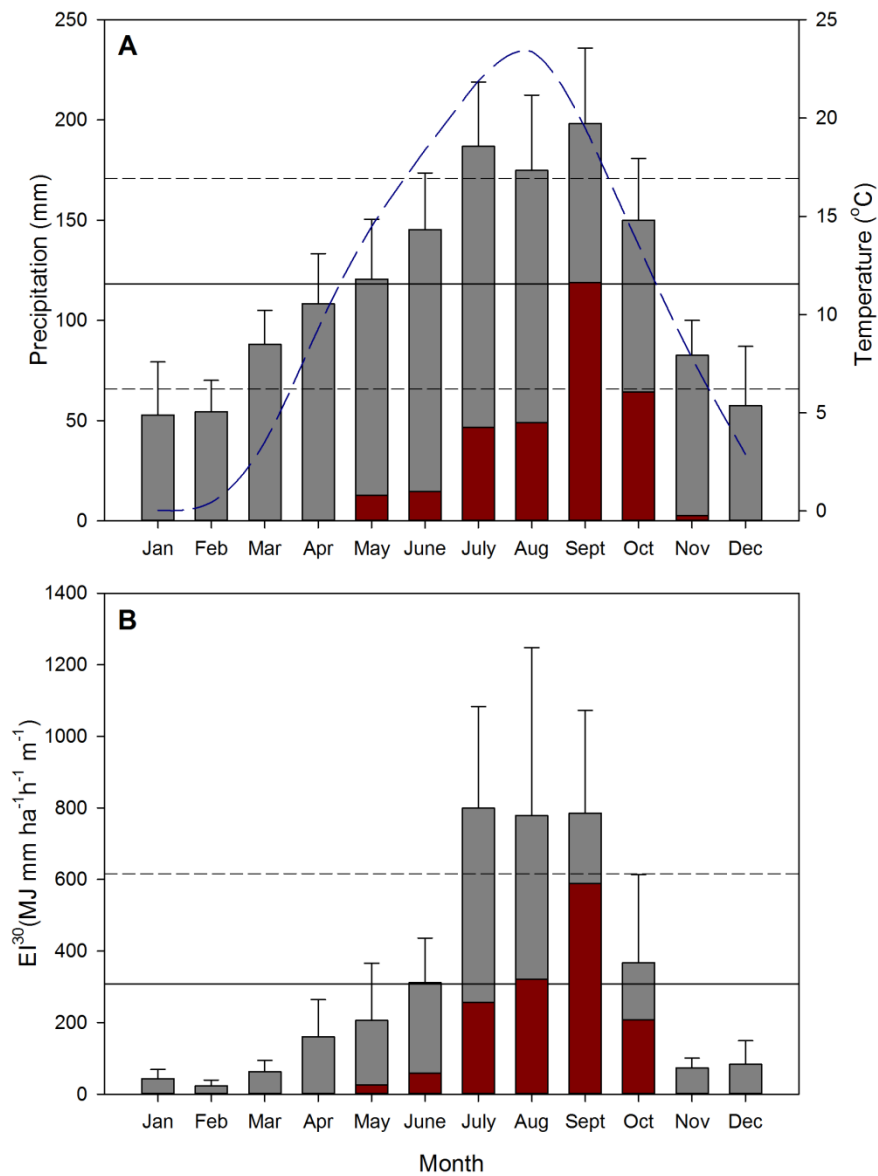 A
Precipitation (mm)
250
200
150
100
50
0
Temperature (°C)
25
20
15
10
5
0
Jan Feb Mar Apr May June July Aug Sept Oct Nov Dec
B
EI³⁰(MJ mm ha⁻¹h⁻¹ m⁻¹)
1400
1200
1000
800
600
400
200
0
Jan Feb Mar Apr May June July Aug Sept Oct Nov Dec
Month